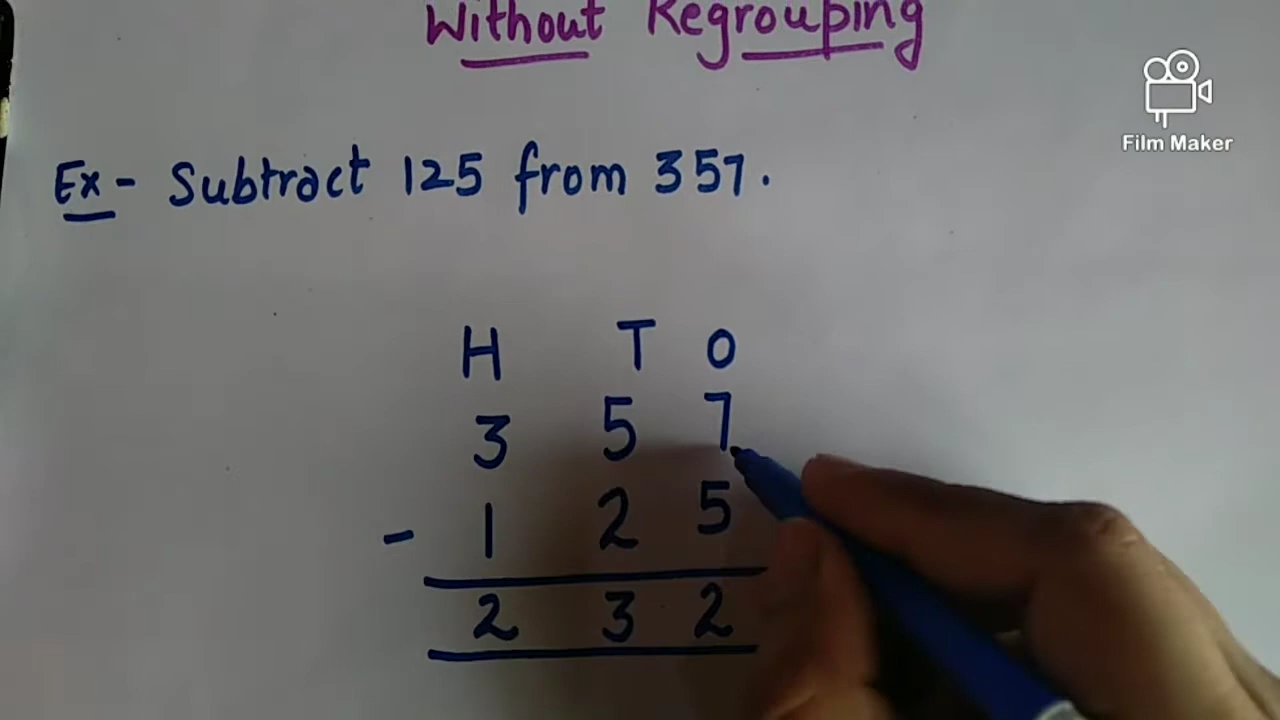 Without Regrouping
Film Maker
Ex - Subtract 125 from 357.
H T O
3 5 7
- 1 2 5
2 3 2